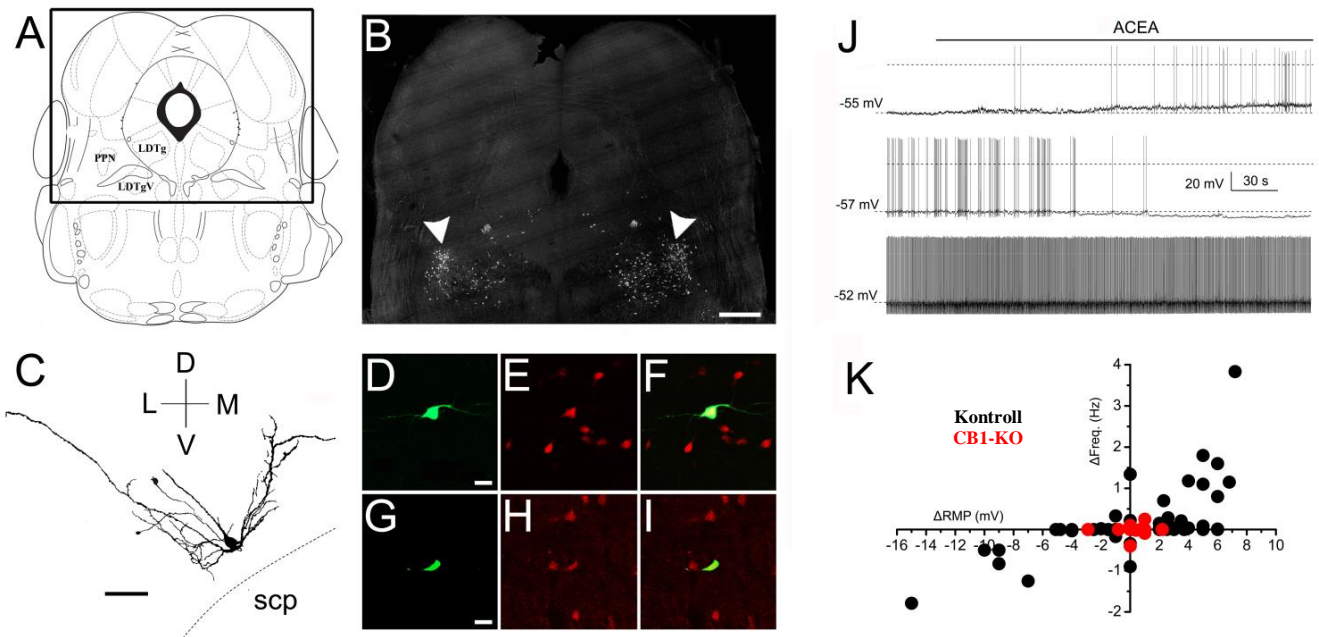 A
PPN
LDTg
LDTgV
B
C
D
L M
V
scp
D
E
F
G
H
I
J
ACEA
-55 mV
-57 mV
20 mV
30 s
-52 mV
K
Kontroll
CB1-KO
ΔFreq. (Hz)
4
3
2
1
-1
-2
ΔRMP (mV)
-16 -14 -12 -10 -8 -6 -4 -2 0 2 4 6 8 10